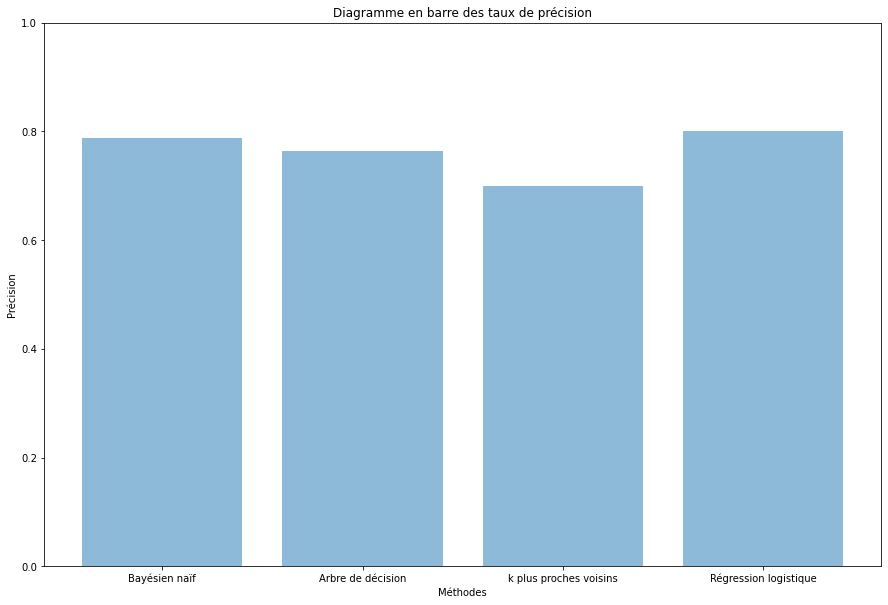 Diagramme en barre des taux de précision
1.0
0.8
0.6
0.4
0.2
0.0
Précision
Bayésien naïf
Arbre de décision
k plus proches voisins
Régression logistique
Méthodes